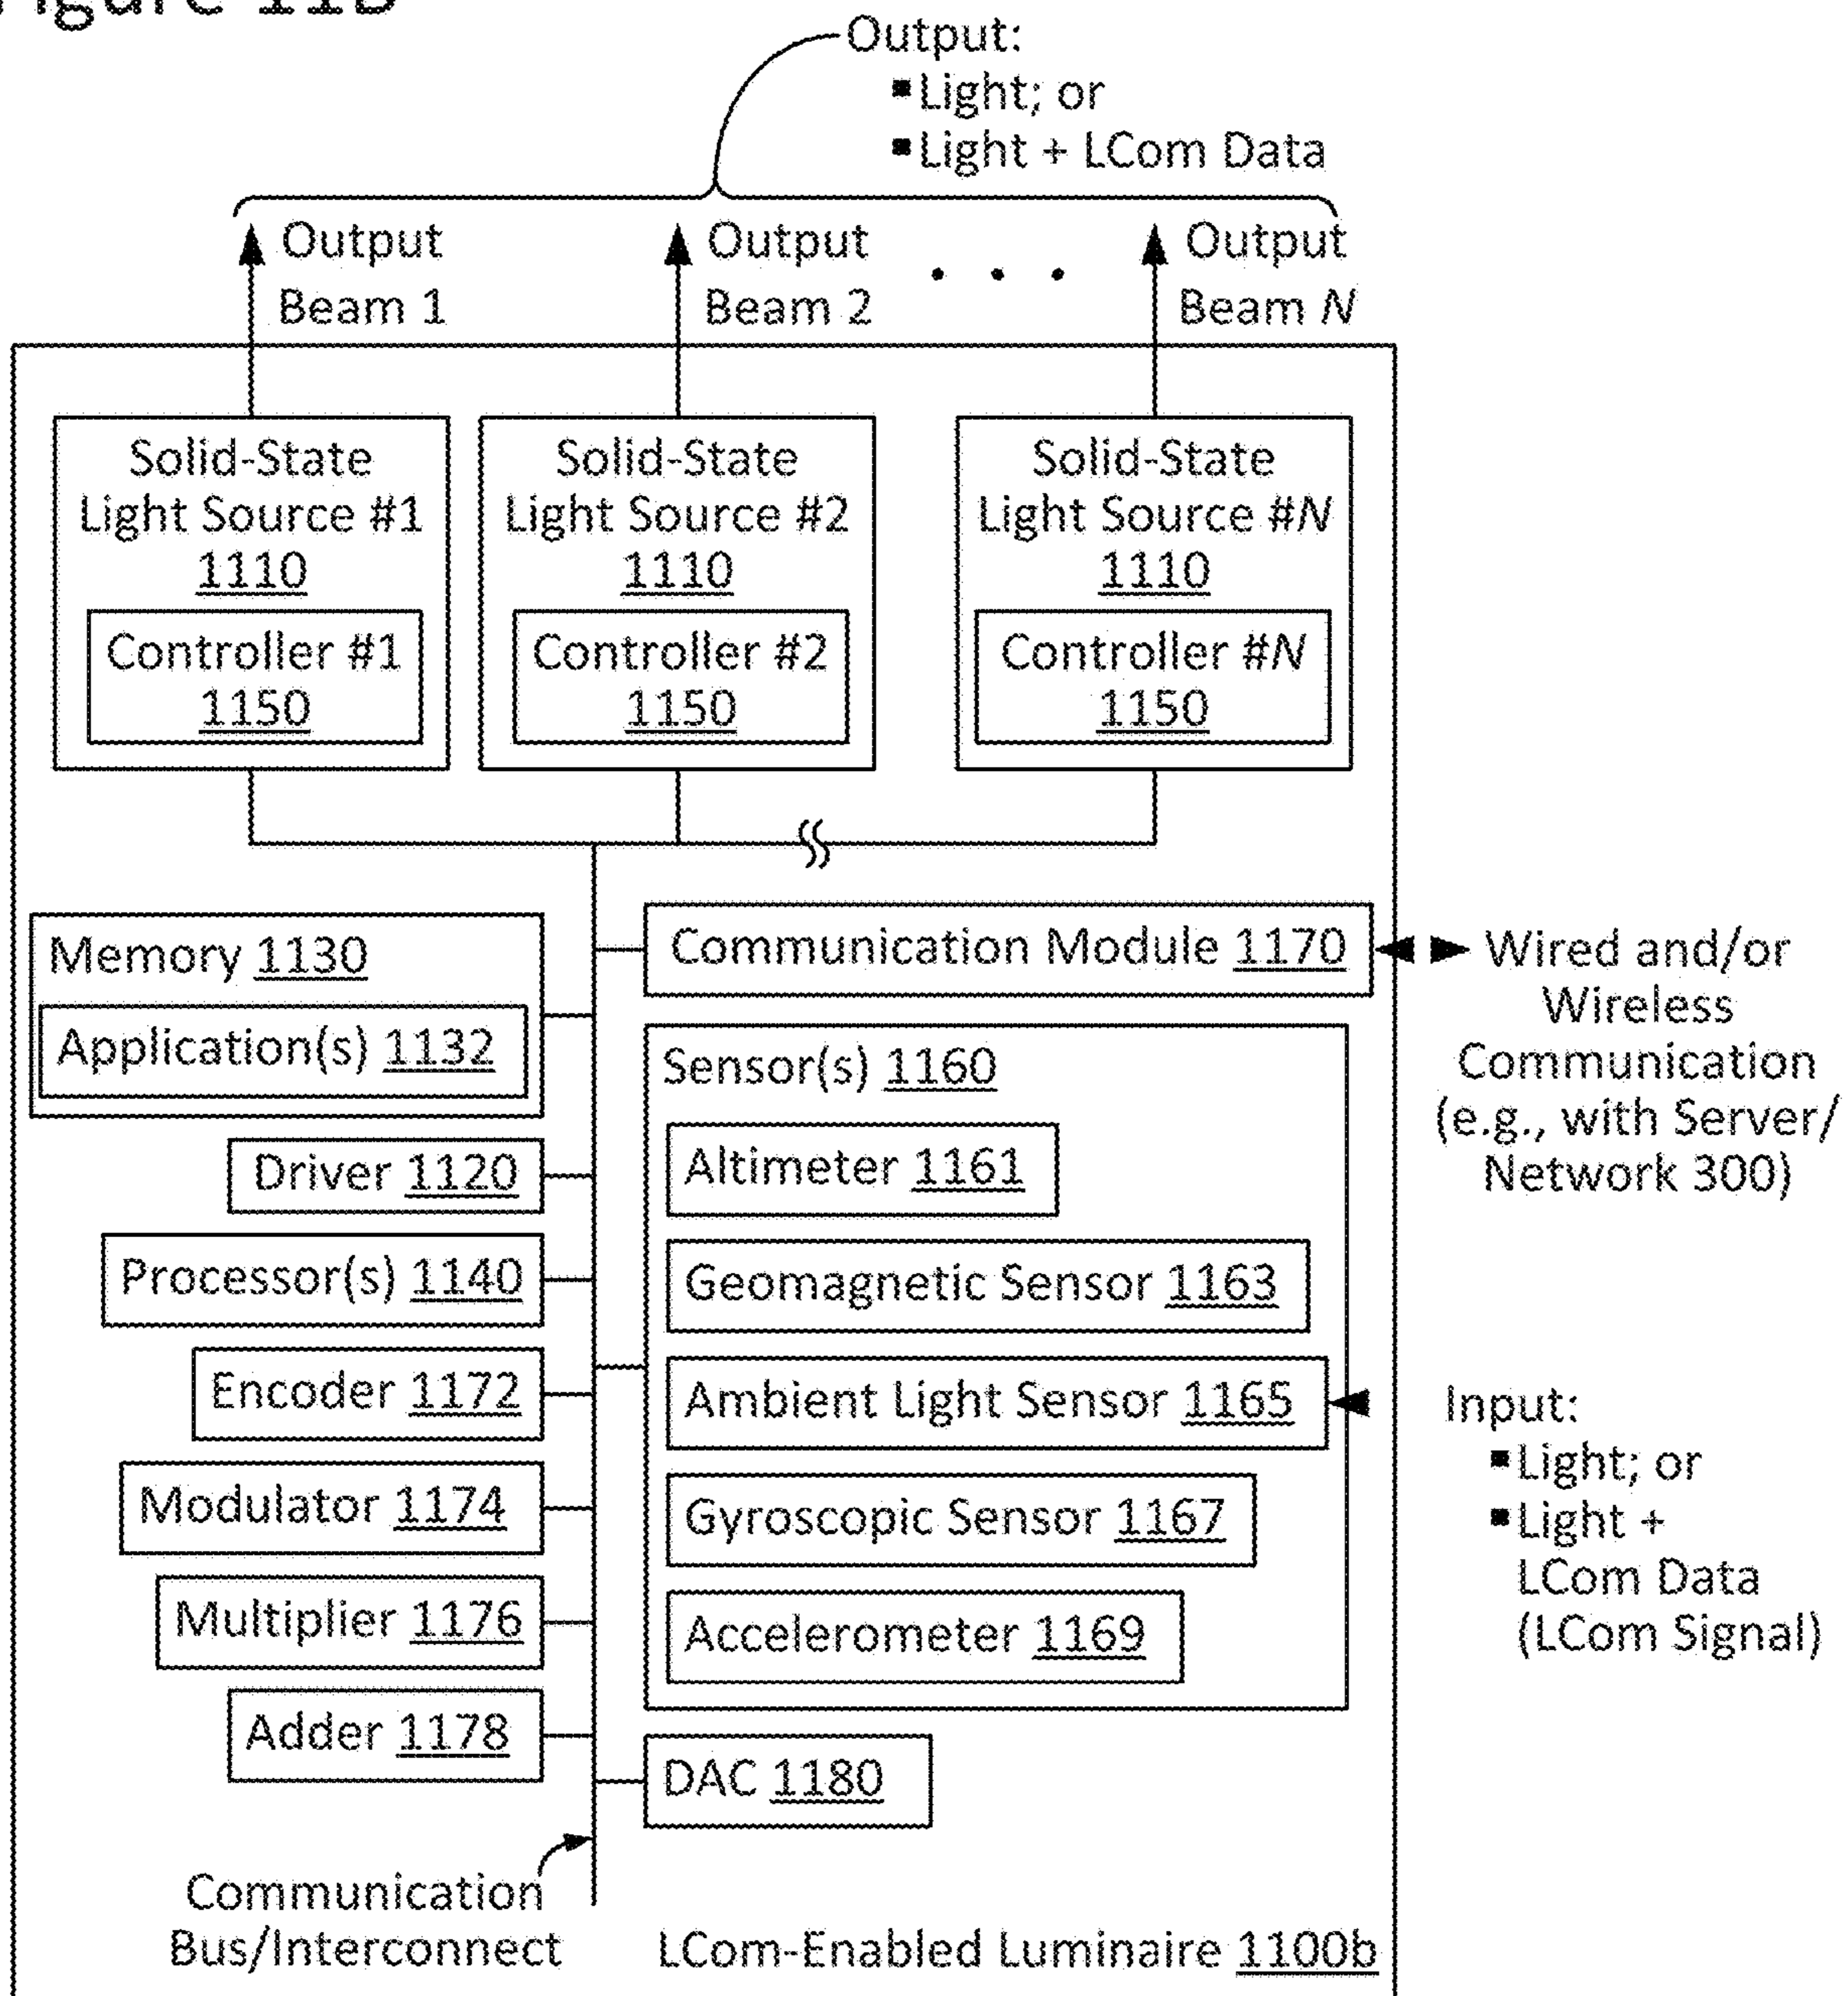 Figure 11B
Output:
▪ Light; or
▪ Light + LCom Data
Output
Beam 1
Output
Beam 2
. . .
Output
Beam N
Solid-State
Light Source #1
1110
Controller #1
1150
Solid-State
Light Source #2
1110
Controller #2
1150
Solid-State
Light Source #N
1110
Controller #N
1150
Memory 1130
Application(s) 1132
Driver 1120
Processor(s) 1140
Encoder 1172
Modulator 1174
Multiplier 1176
Adder 1178
Communication
Bus/Interconnect
Communication Module 1170
Sensor(s) 1160
Altimeter 1161
Geomagnetic Sensor 1163
Ambient Light Sensor 1165
Gyroscopic Sensor 1167
Accelerometer 1169
DAC 1180
LCom-Enabled Luminaire 1100b
Wired and/or
Wireless
Communication
(e.g., with Server/
Network 300)
Input:
▪ Light; or
▪ Light +
LCom Data
(LCom Signal)